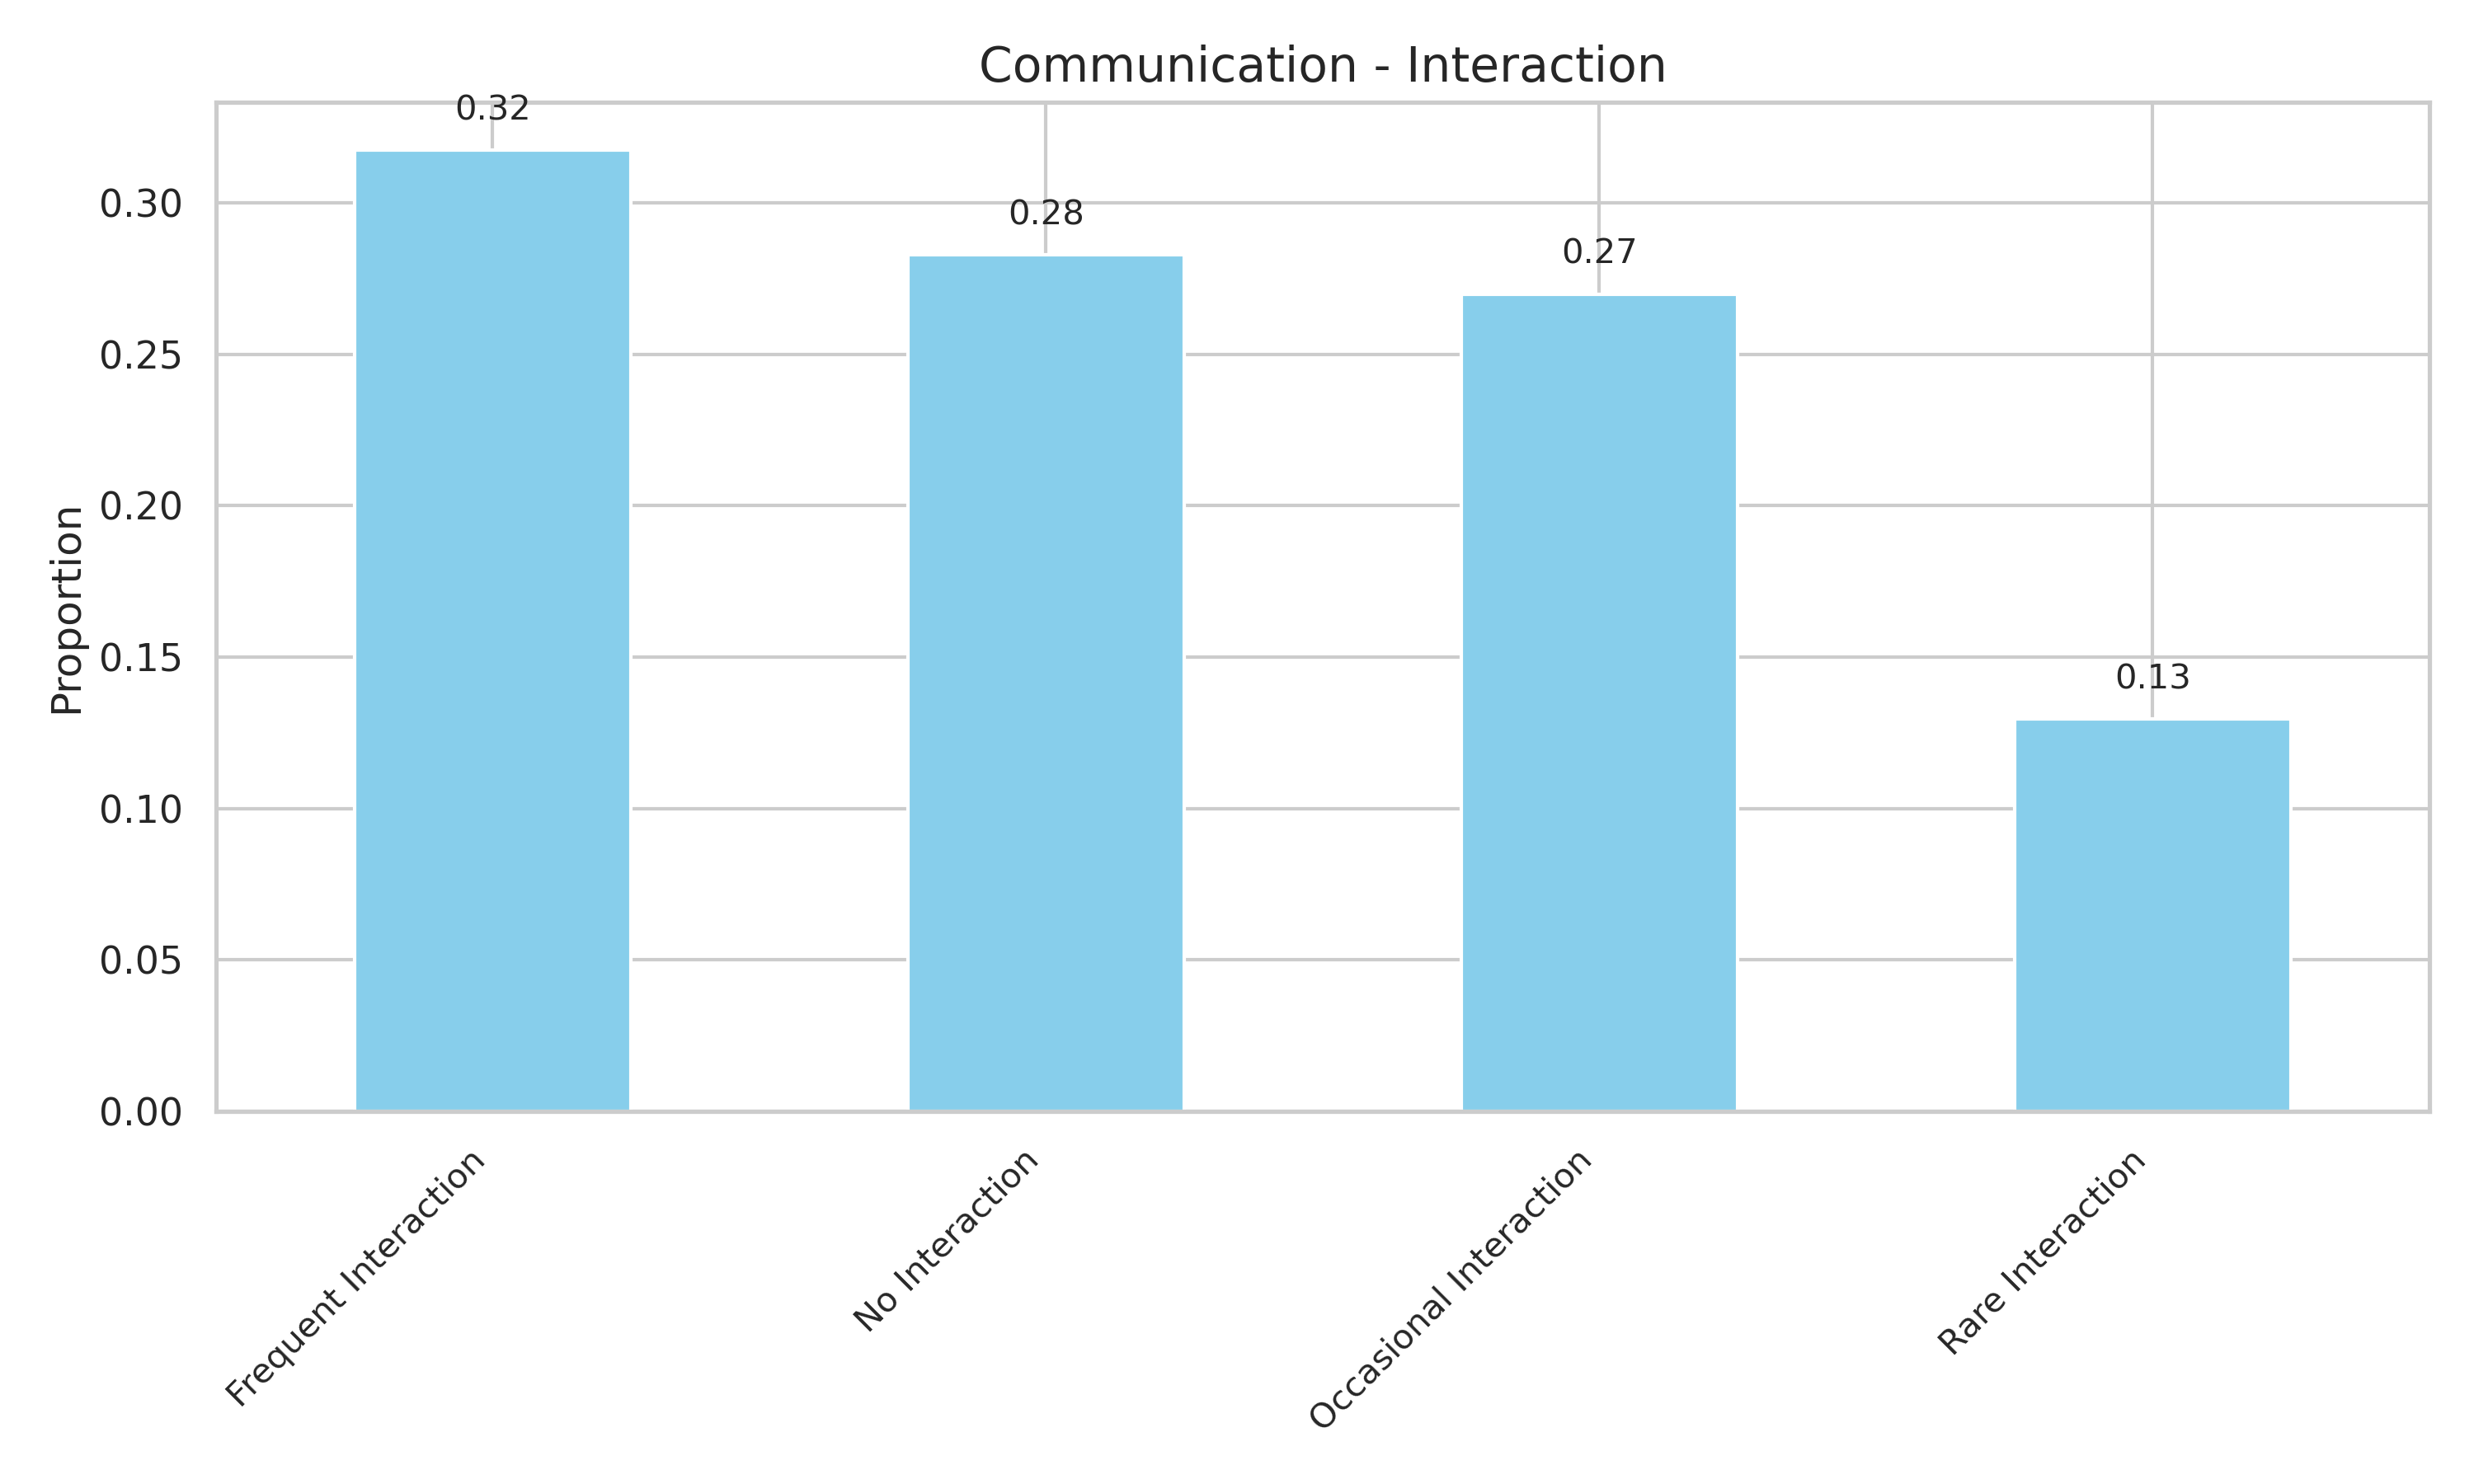 Communication - Interaction
0.32
0.28
0.27
0.13
Proportion
0.30
0.25
0.20
0.15
0.10
0.05
0.00
Frequent Interaction
No Interaction
Occasional Interaction
Rare Interaction